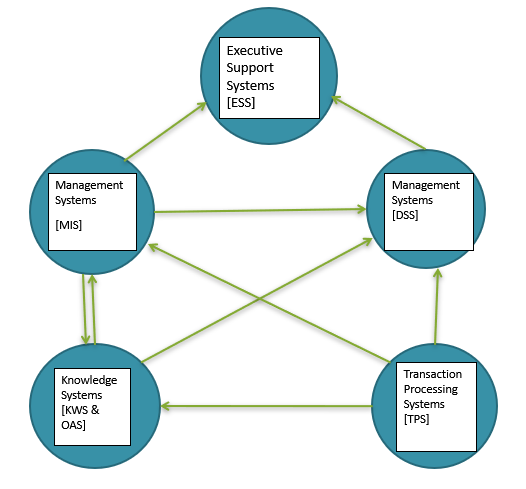 Executive
Support
Systems
[ESS]
Management
Systems
[MIS]
Management
Systems
[DSS]
Knowledge
Systems
[KWS &
OAS]
Transaction
Processing
Systems
[TPS]